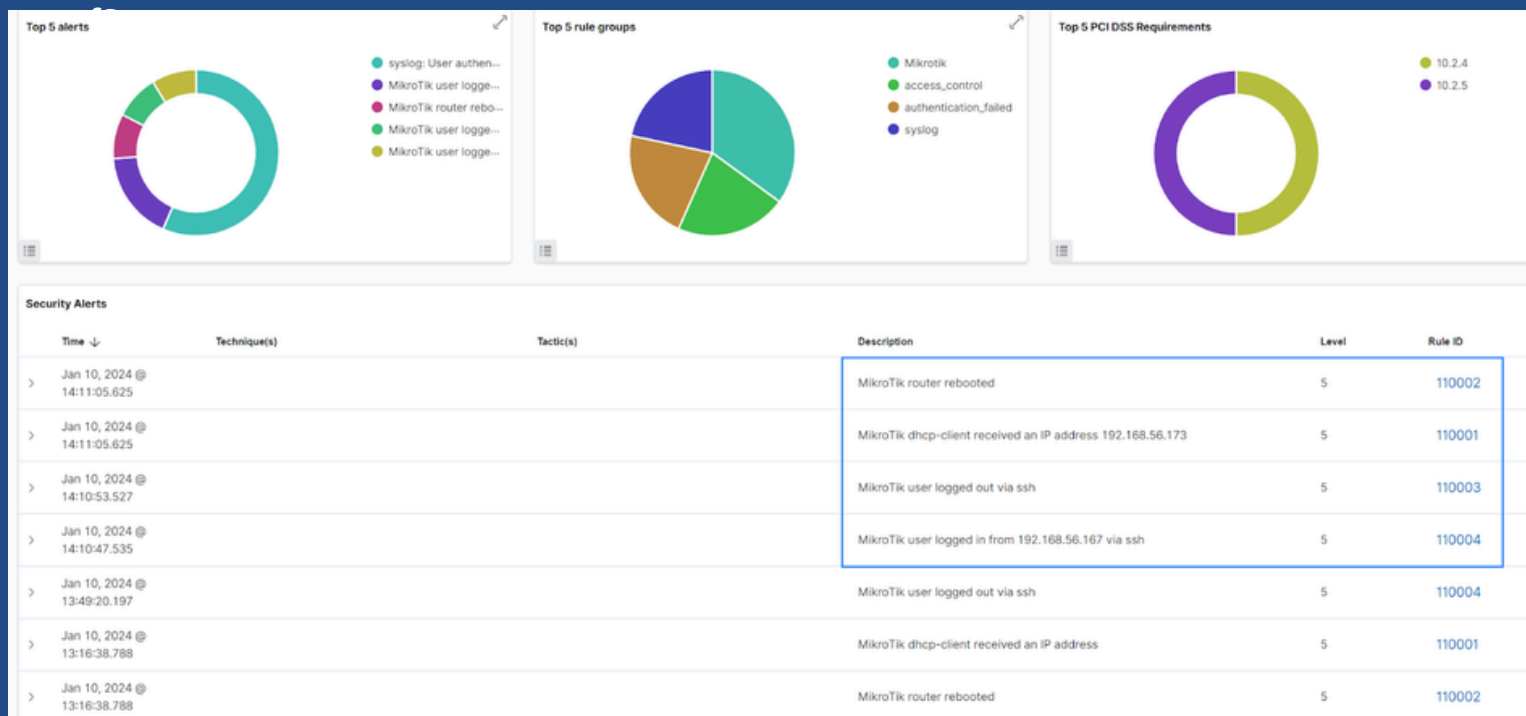 Top 5 alerts
syslog: User authen...
MikroTik user logge...
MikroTik router rebo...
MikroTik user logge...
MikroTik user logge...
Top 5 rule groups
Mikrotik
access_control
authentication_failed
syslog
Top 5 PCI DSS Requirements
10.2.4
10.2.5
Security Alerts
Time Technique(s) Tactic(s) Description Level Rule ID
Jan 10, 2024 @
14:11:05.625
MikroTik router rebooted 5 110002
Jan 10, 2024 @
14:11:05.625
MikroTik dhcp-client received an IP address 192.168.56.173 5 110001
Jan 10, 2024 @
14:10:53.527
MikroTik user logged out via ssh 5 110003
Jan 10, 2024 @
14:10:47.535
MikroTik user logged in from 192.168.56.167 via ssh 5 110004
Jan 10, 2024 @
13:49:20.197
MikroTik user logged out via ssh 5 110004
Jan 10, 2024 @
13:16:38.788
MikroTik dhcp-client received an IP address 5 110001
Jan 10, 2024 @
13:16:38.788
MikroTik router rebooted 5 110002